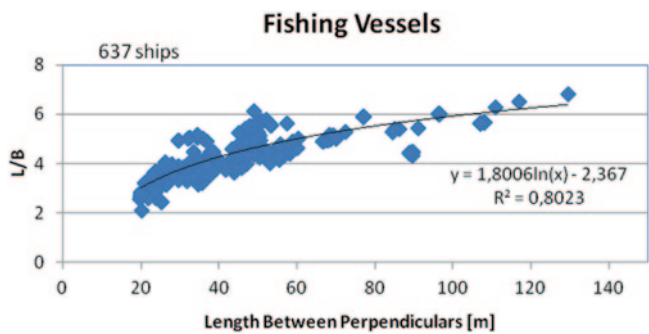 Fishing Vessels
637 ships
8
6
4
2
0
L/B
y = 1,8006ln(x) - 2,367
R² = 0,8023
0 20 40 60 80 100 120 140
Length Between Perpendiculars [m]